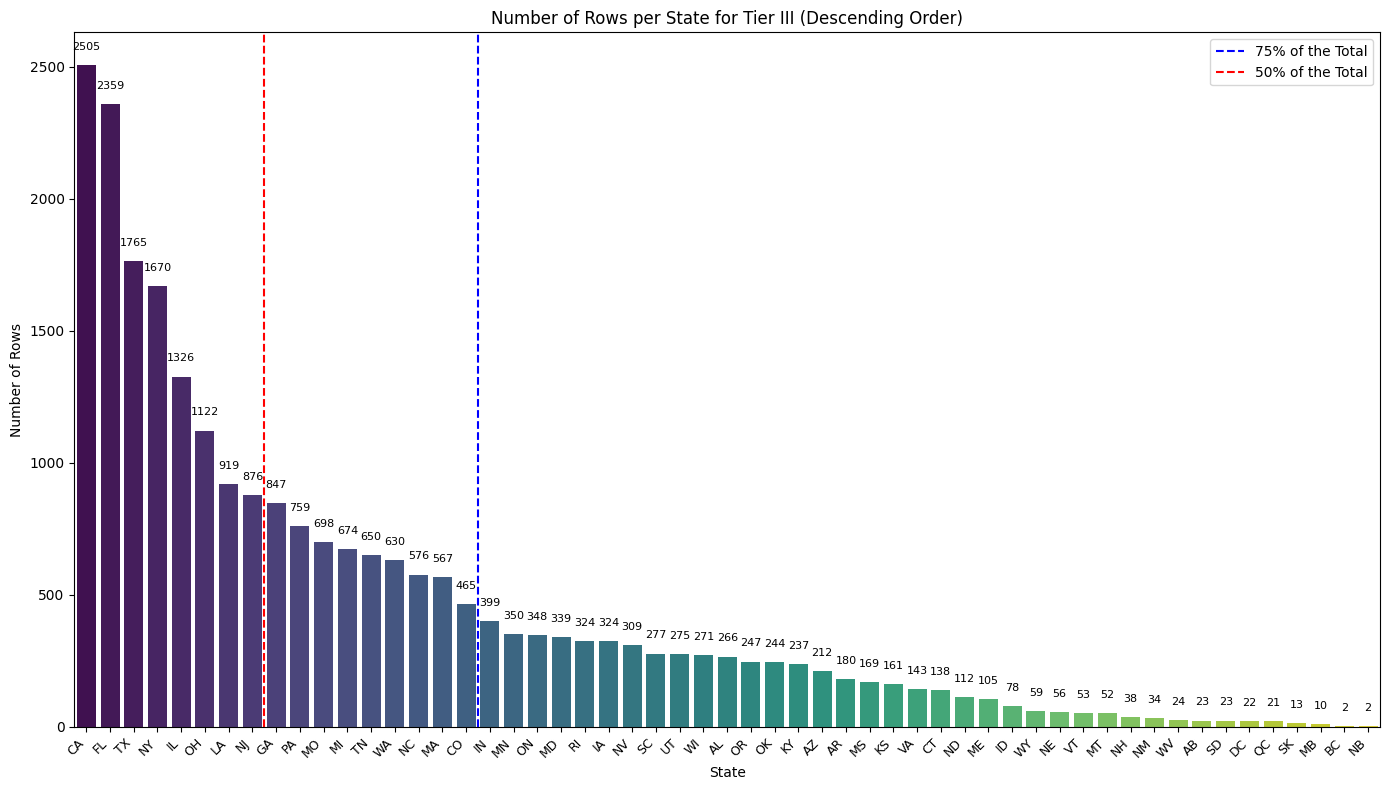 Number of Rows per State for Tier III (Descending Order)
75% of the Total
50% of the Total
Number of Rows
2500
2000
1500
1000
500
0
2505
2359
1765
1670
1326
1122
919
876
847
759
698
674
650
630
576
567
465
399
350
348
339
324
324
309
277
275
271
266
247
244
237
212
180
169
161
143
138
112
105
78
59
56
53
52
38
34
24
23
23
22
21
13
10
2
2
CA
FL
TX
NY
IL
OH
LA
NJ
GA
PA
MO
MI
TN
WA
NC
MA
CO
IN
MN
ON
MD
RI
IA
NV
SC
UT
WI
AL
OR
OK
KY
AZ
AR
MS
KS
VA
CT
ND
ME
ID
WY
NE
VT
MT
NH
NM
WV
AB
SD
DC
QC
SK
MB
BC
NB
State